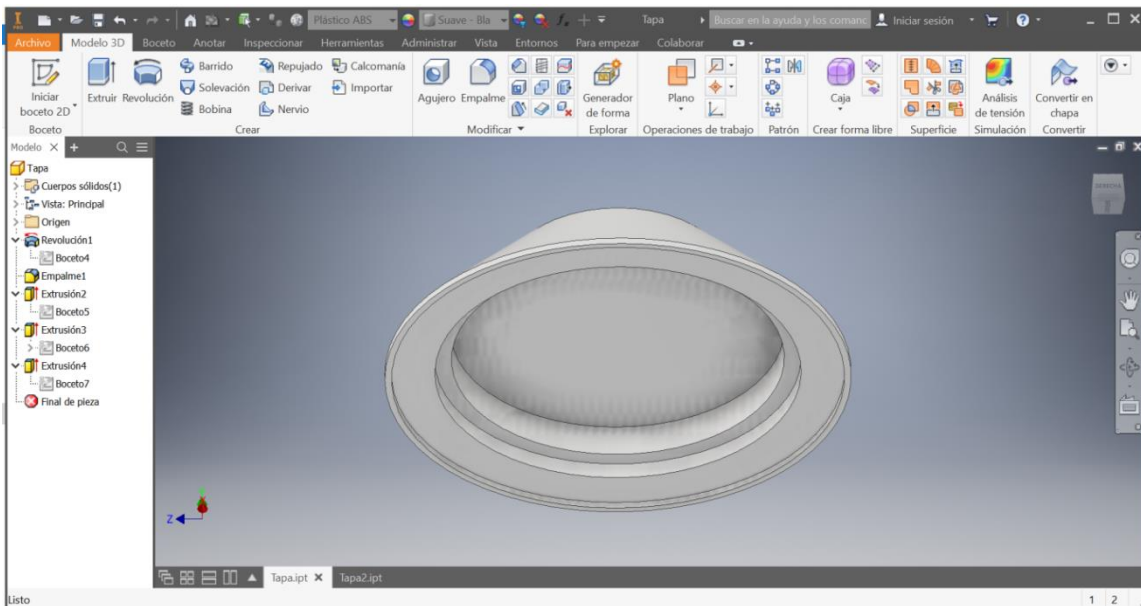 I PRO Plástico ABS Suave - Bla Tapa Buscar en la ayuda y los comanc Iniciar sesión
Archivo Modelo 3D Boceto Anotar Inspeccionar Herramientas Administrar Vista Entornos Para empezar Colaborar
Iniciar boceto 2D
Extruir Revolución
Barrido
Solevación
Bobina
Repujado
Derivar
Nervio
Calcomanía
Importar
Agujero Empalme
Generador de forma
Plano
Caja
Análisis de tensión
Convertir en chapa
Boceto Crear Modificar Explorar Operaciones de trabajo Patrón Crear forma libre Superficie Simulación Convertir
Modelo
Tapa
Cuerpos sólidos(1)
Vista: Principal
Origen
Revolución1
Boceto4
Empalme1
Extrusión2
Boceto5
Extrusión3
Boceto6
Extrusión4
Boceto7
Final de pieza
Z
Tapa.ipt Tapa2.ipt
Listo 1 2